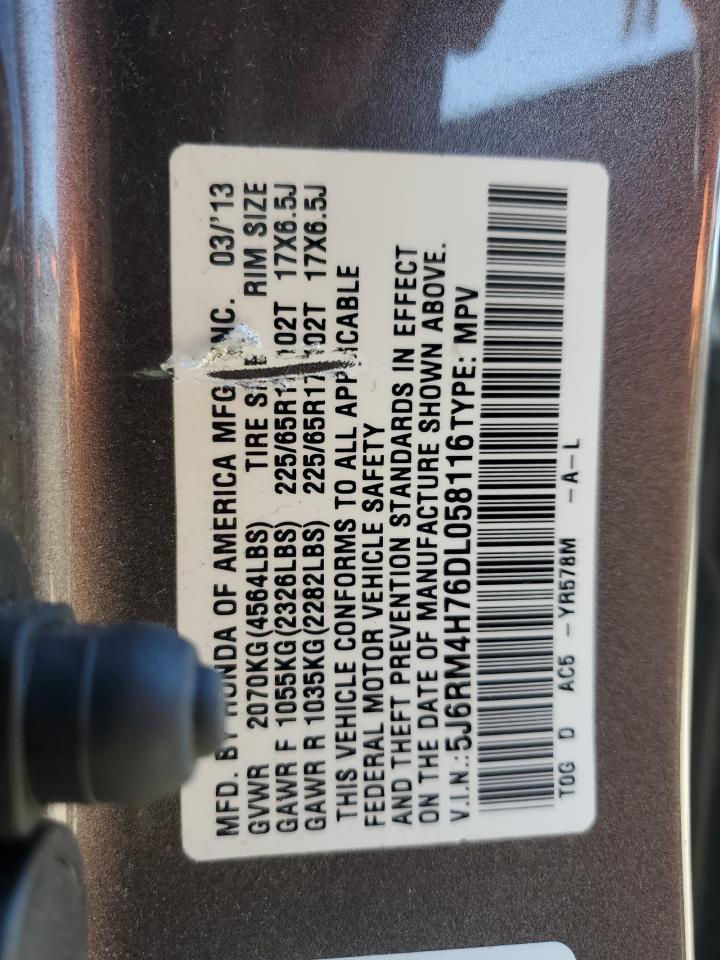 MFD. BY HONDA OF AMERICA MFG. INC. 03/'13
GVWR 2070KG(4564LBS) TIRE SIZE RIM SIZE
GAWR F 1055KG(2326LBS) 225/65R17 102T 17X6.5J
GAWR R 1035KG(2282LBS) 225/65R17 102T 17X6.5J
THIS VEHICLE CONFORMS TO ALL APPLICABLE
FEDERAL MOTOR VEHICLE SAFETY
AND THEFT PREVENTION STANDARDS IN EFFECT
ON THE DATE OF MANUFACTURE SHOWN ABOVE.
V.I.N.:5J6RM4H76DL058116 TYPE: MPV
T0G D AC5 - YR578M -A-L